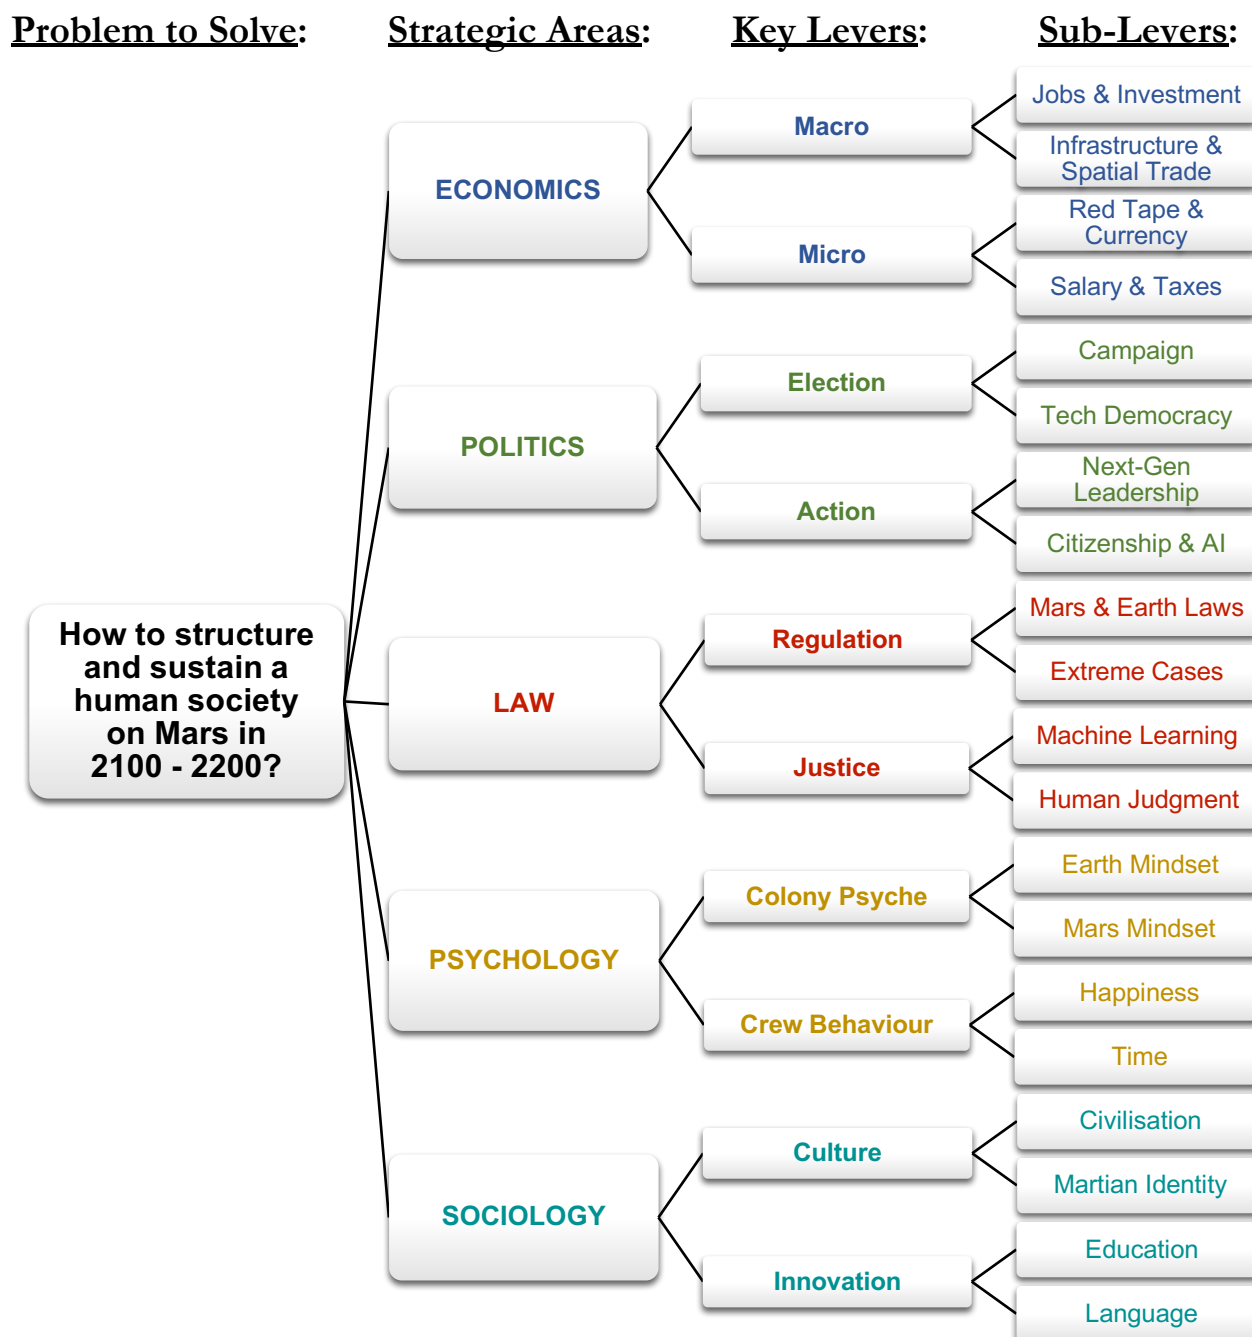 Problem to Solve: Strategic Areas: Key Levers: Sub-Levers:
How to structure
and sustain a
human society
on Mars in
2100 - 2200?
ECONOMICS
Macro
Jobs & Investment
Infrastructure &
Spatial Trade
Micro
Red Tape &
Currency
Salary & Taxes
POLITICS
Election
Campaign
Tech Democracy
Action
Next-Gen
Leadership
Citizenship & AI
LAW
Regulation
Mars & Earth Laws
Extreme Cases
Justice
Machine Learning
Human Judgment
PSYCHOLOGY
Colony Psyche
Earth Mindset
Mars Mindset
Crew Behaviour
Happiness
Time
SOCIOLOGY
Culture
Civilisation
Martian Identity
Innovation
Education
Language